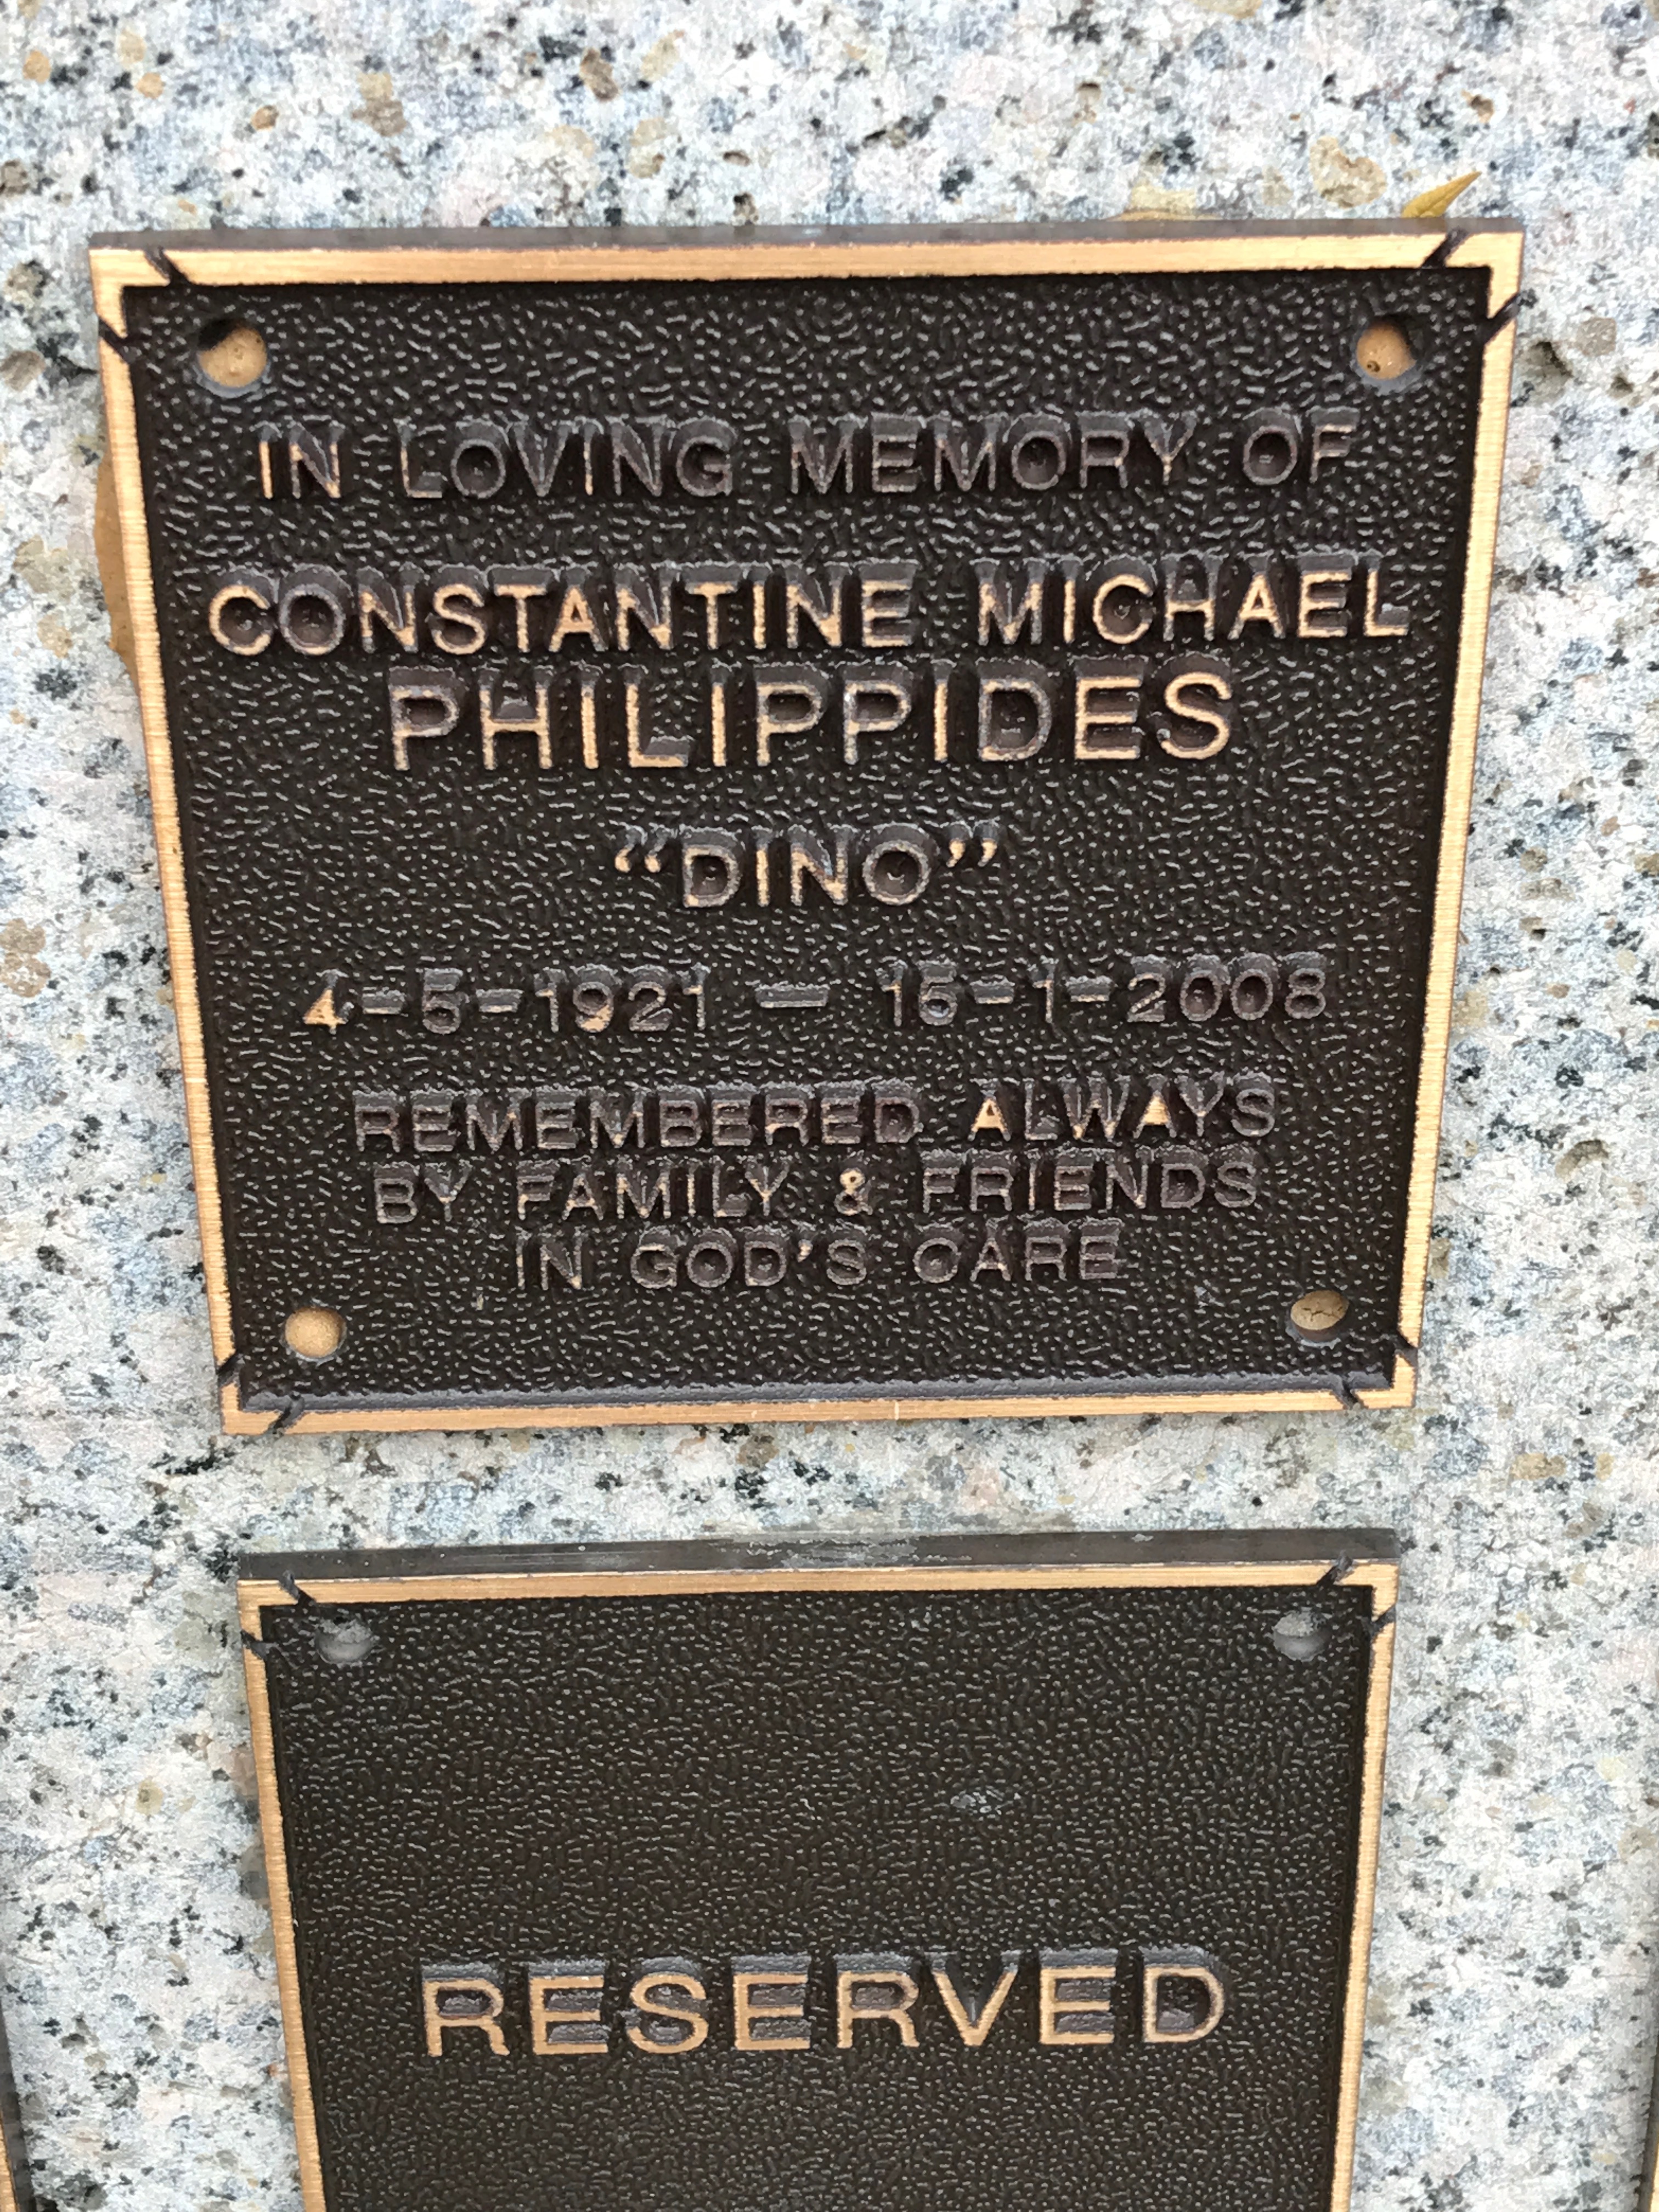 IN LOVING MEMORY OF
CONSTANTINE MICHAEL
PHILIPPIDES
“DINO”
4-5-1921 — 15-1-2008
REMEMBERED ALWAYS
BY FAMILY & FRIENDS
IN GOD'S CARE
RESERVED